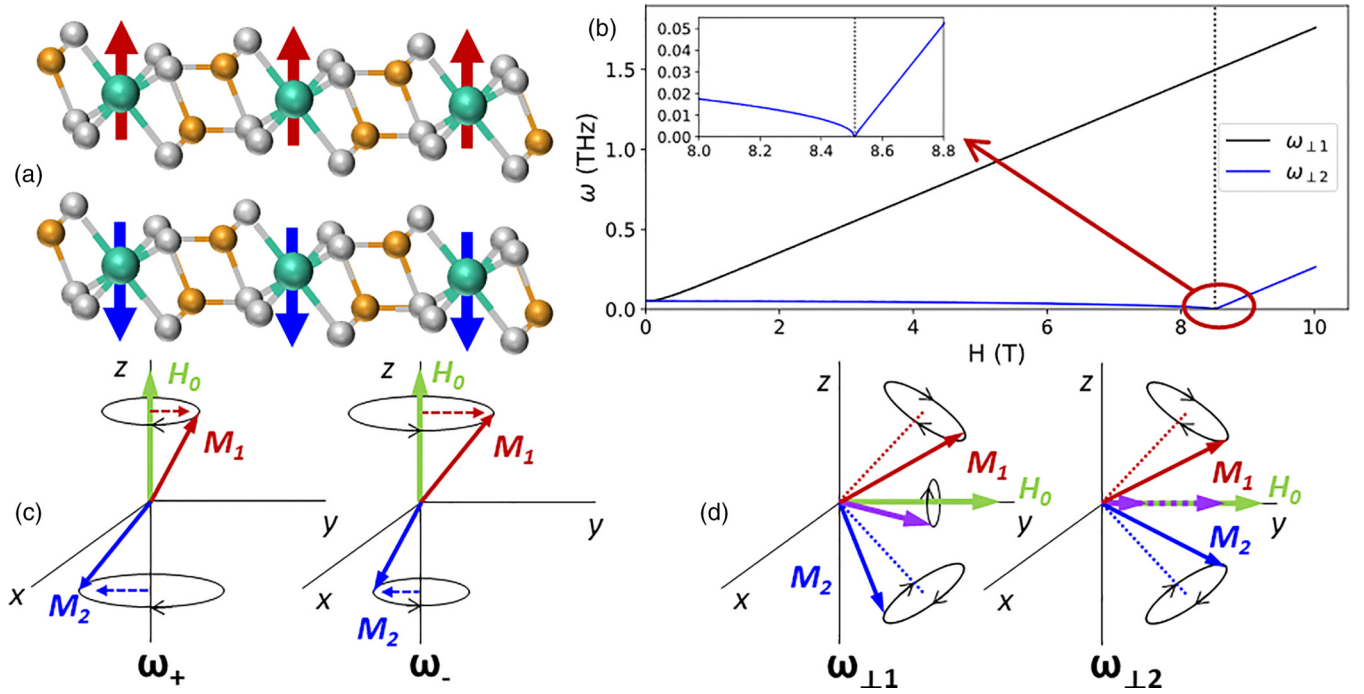 (a)
(b)
0.05
0.04
0.03
0.02
0.01
0.00
8.0 8.2 8.4 8.6 8.8
ω (THz)
1.5
1.0
0.5
0.0
0 2 4 6 8 10
H (T)
ω⊥1
ω⊥2
(c)
z H0
M1
y
x
M2
ω+
z H0
M1
y
x
M2
ω-
(d)
z
M1
H0
y
M2
x
ω⊥1
z
M1
H0
y
M2
x
ω⊥2